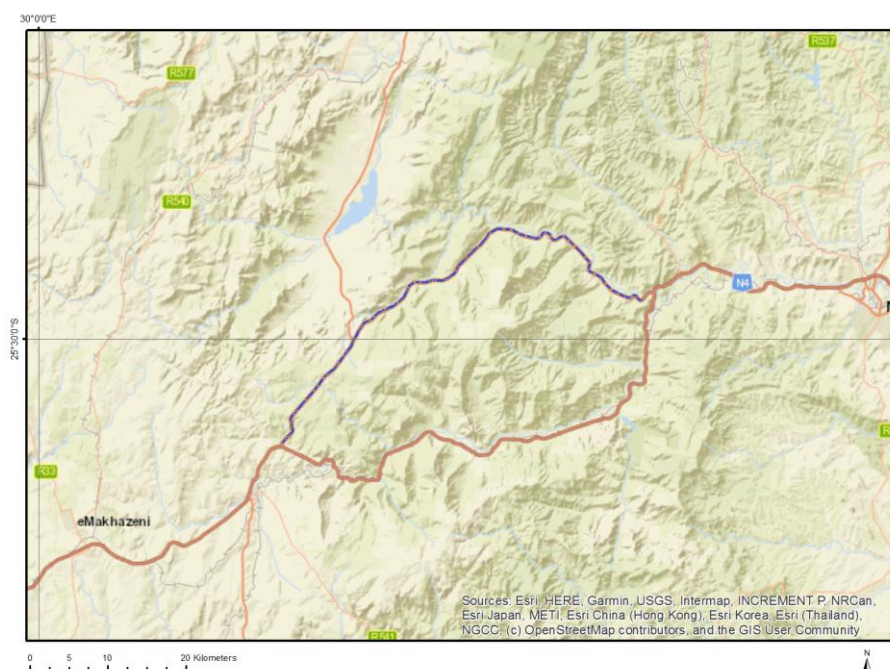 30°0'0"E
R577
R537
R540
N4
25°30'0"S
R33
eMakhazeni
R541
Sources: Esri, HERE, Garmin, USGS, Intermap, INCREMENT P, NRCan,
Esri Japan, METI, Esri China (Hong Kong), Esri Korea, Esri (Thailand),
NGCC, (c) OpenStreetMap contributors, and the GIS User Community
0 5 10 20 Kilometers
N